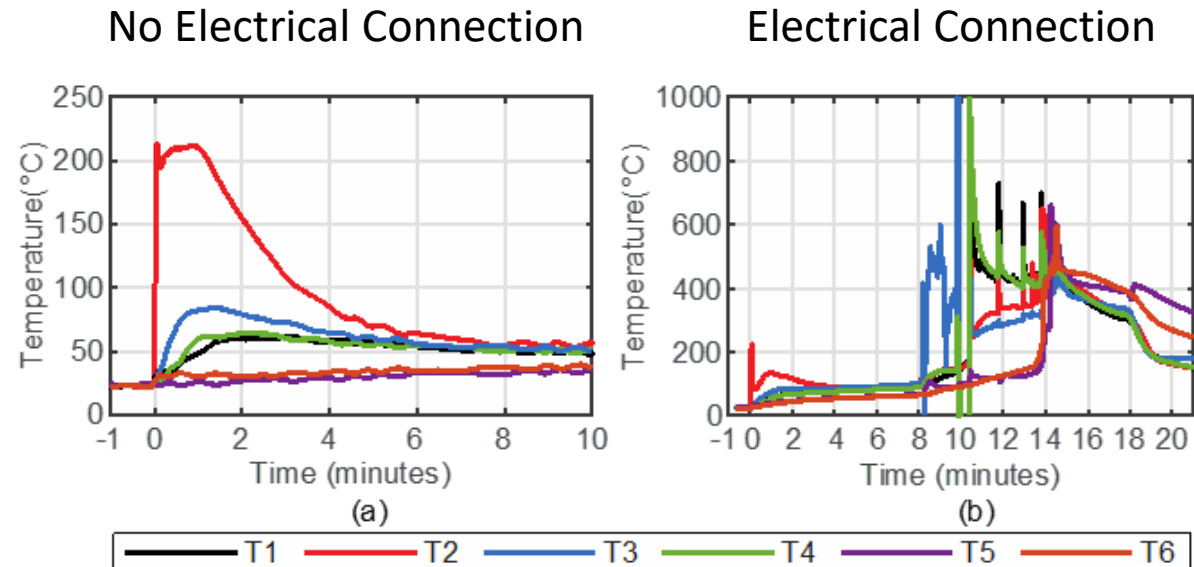 No Electrical Connection
Electrical Connection
250
200
150
100
50
0
Temperature(°C)
-1 0 2 4 6 8 10
Time (minutes)
(a)
1000
800
600
400
200
0
Temperature(°C)
-1 0 2 4 6 8 10 12 14 16 18 20
Time (minutes)
(b)
T1 T2 T3 T4 T5 T6